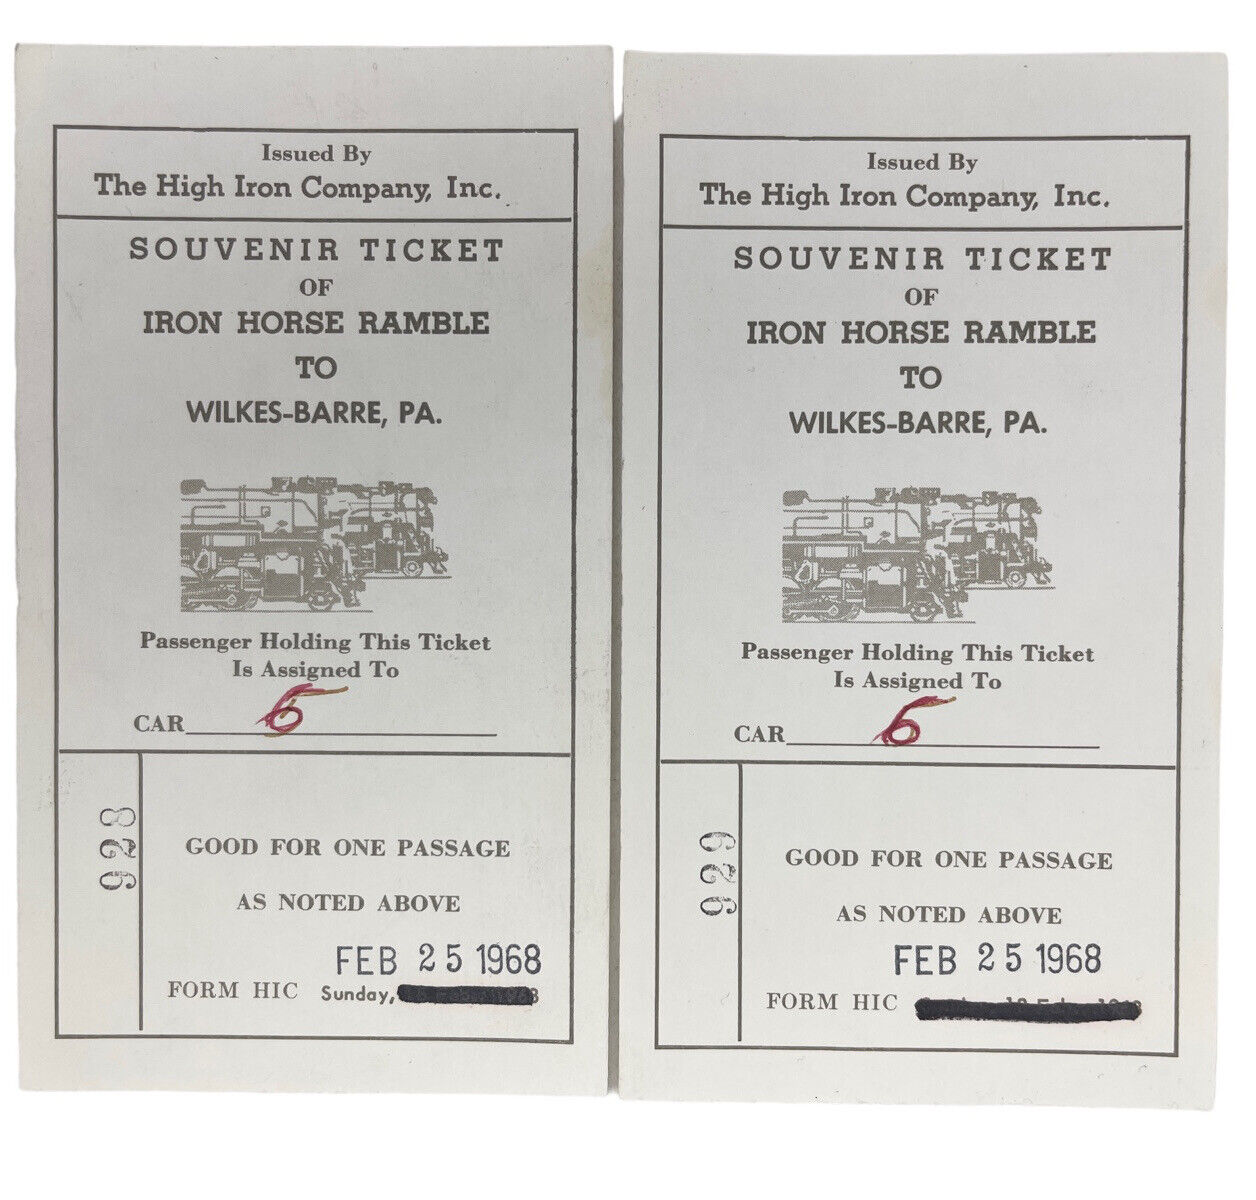 Issued By
The High Iron Company, Inc.
SOUVENIR TICKET
OF
IRON HORSE RAMBLE
TO
WILKES-BARRE, PA.
Passenger Holding This Ticket
Is Assigned To
CAR 5
928
GOOD FOR ONE PASSAGE
AS NOTED ABOVE
FEB 25 1968
FORM HIC Sunday,
Issued By
The High Iron Company, Inc.
SOUVENIR TICKET
OF
IRON HORSE RAMBLE
TO
WILKES-BARRE, PA.
Passenger Holding This Ticket
Is Assigned To
CAR 5
929
GOOD FOR ONE PASSAGE
AS NOTED ABOVE
FEB 25 1968
FORM HIC